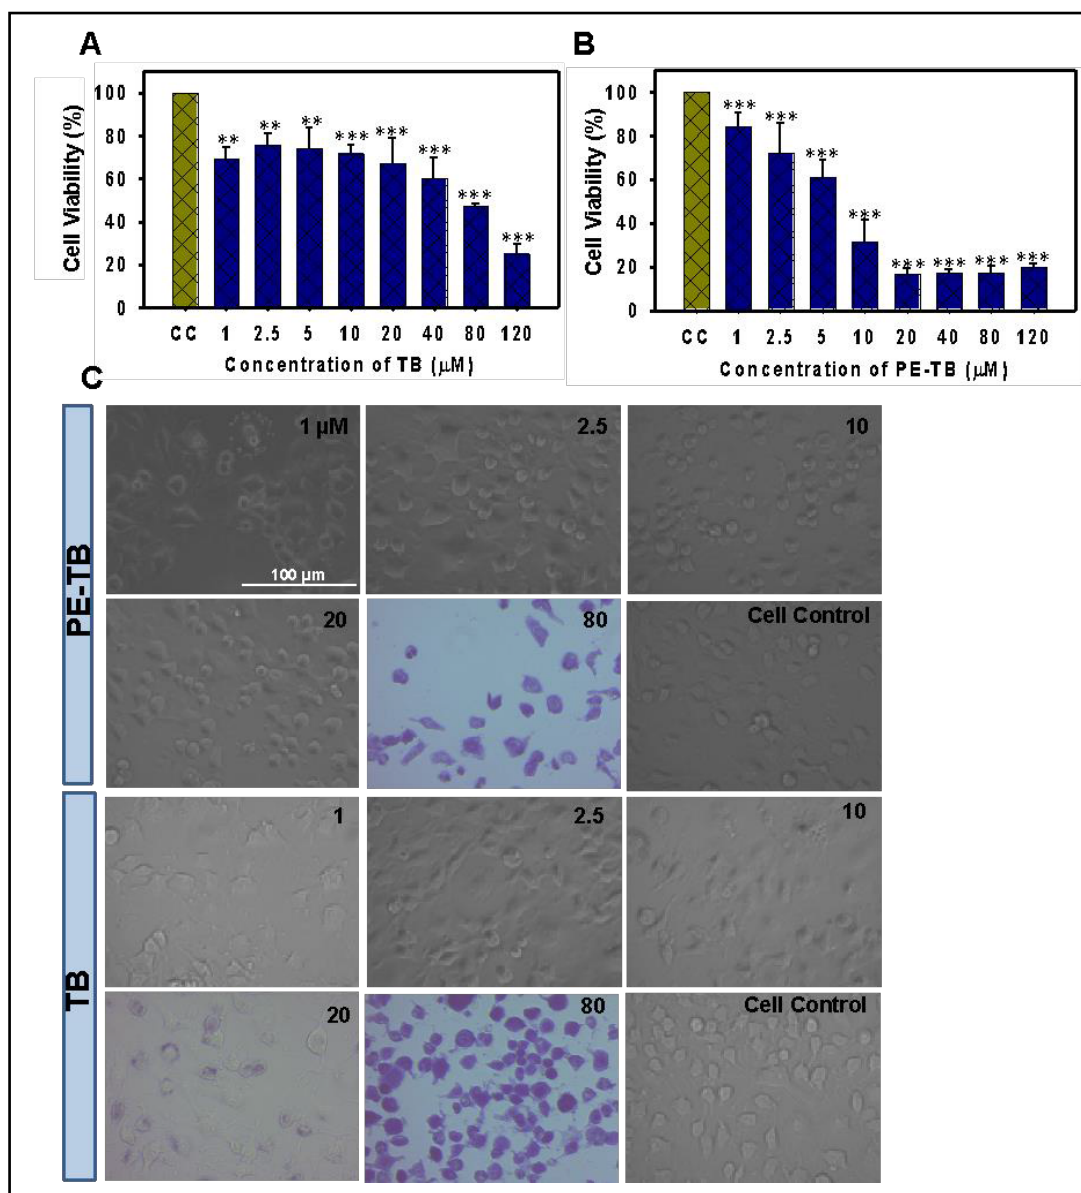 A
B
Cell Viability (%)
100
80
60
40
20
0
**
**
**
***
***
***
***
***
CC 1 2.5 5 10 20 40 80 120
Concentration of TB (µM)
Cell Viability (%)
100
80
60
40
20
0
***
***
***
***
***
***
***
***
CC 1 2.5 5 10 20 40 80 120
Concentration of PE-TB (µM)
C
PE-TB
1 µM
2.5
10
100 µm
20
80
Cell Control
TB
1
2.5
10
20
80
Cell Control